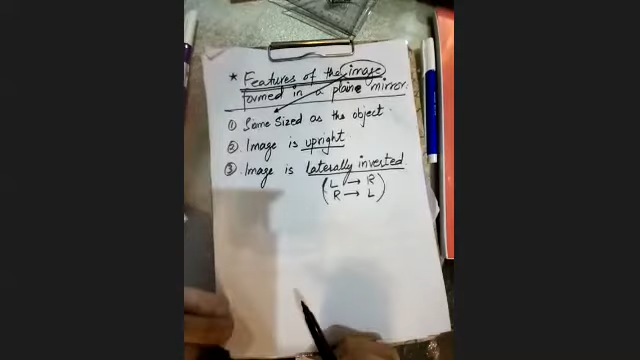 * Features of the image
formed in a plane mirror.
① Same sized as the object.
② Image is upright.
③ Image is laterally inverted.
(L → R
R → L)